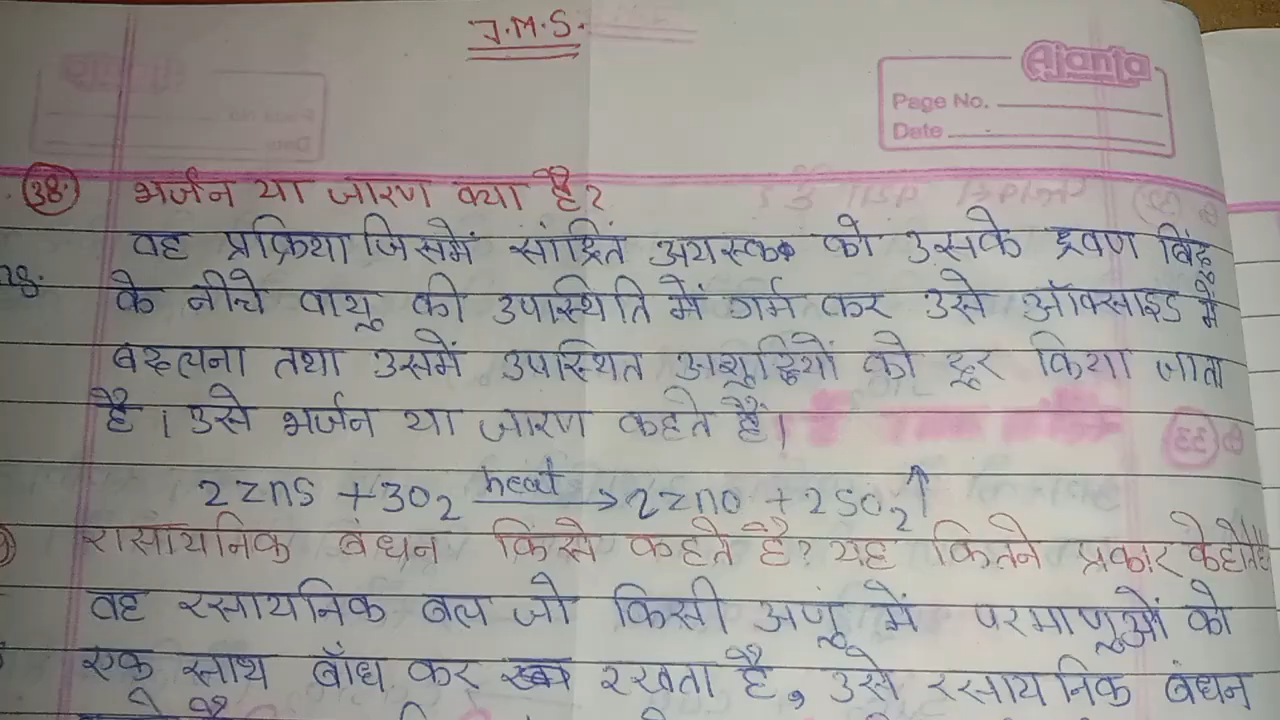 J.M.S.
Ajanta
Page No.
Date
38. भर्जन या जारण क्या है?
वह प्रक्रिया जिसमें सांद्रित अयस्क को उसके द्रवण बिंदू
के नीचे वायू की उपस्थिति में गर्म कर उसे ऑक्साइड में
बदलना तथा उसमें उपस्थित अशुद्धियों को दूर किया जाता
है। उसे भर्जन या जारण कहते हैं।
2ZnS + 3O2 heat → 2ZnO + 2SO2↑
रासायनिक बंधन किसे कहते है? यह कितने प्रकार के होते है
वह रसायनिक बल जो किसी अणू में परमाणूओं को
एक साथ बाँध कर रखता है, उसे रसायनिक बंधन